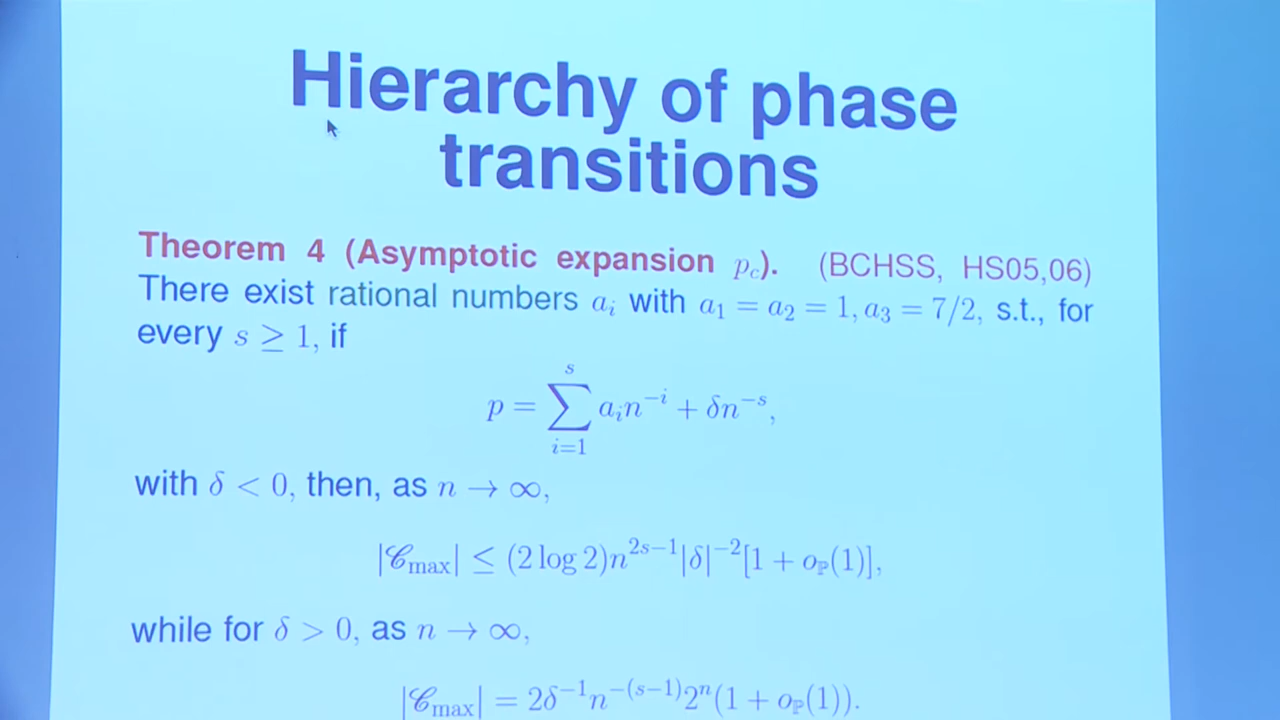 Hierarchy of phase
transitions
Theorem 4 (Asymptotic expansion p_c). (BCHSS, HS05,06)
There exist rational numbers a_i with a_1 = a_2 = 1, a_3 = 7/2, s.t., for
every s ≥ 1, if
p = ∑_{i=1}^{s} a_i n^{-i} + δn^{-s},
with δ < 0, then, as n → ∞,
|𝒞_max| ≤ (2 log 2)n^{2s−1}|δ|^{−2}[1 + o_ℙ(1)],
while for δ > 0, as n → ∞,
|𝒞_max| = 2δ^{−1}n^{−(s−1)}2^n(1 + o_ℙ(1)).